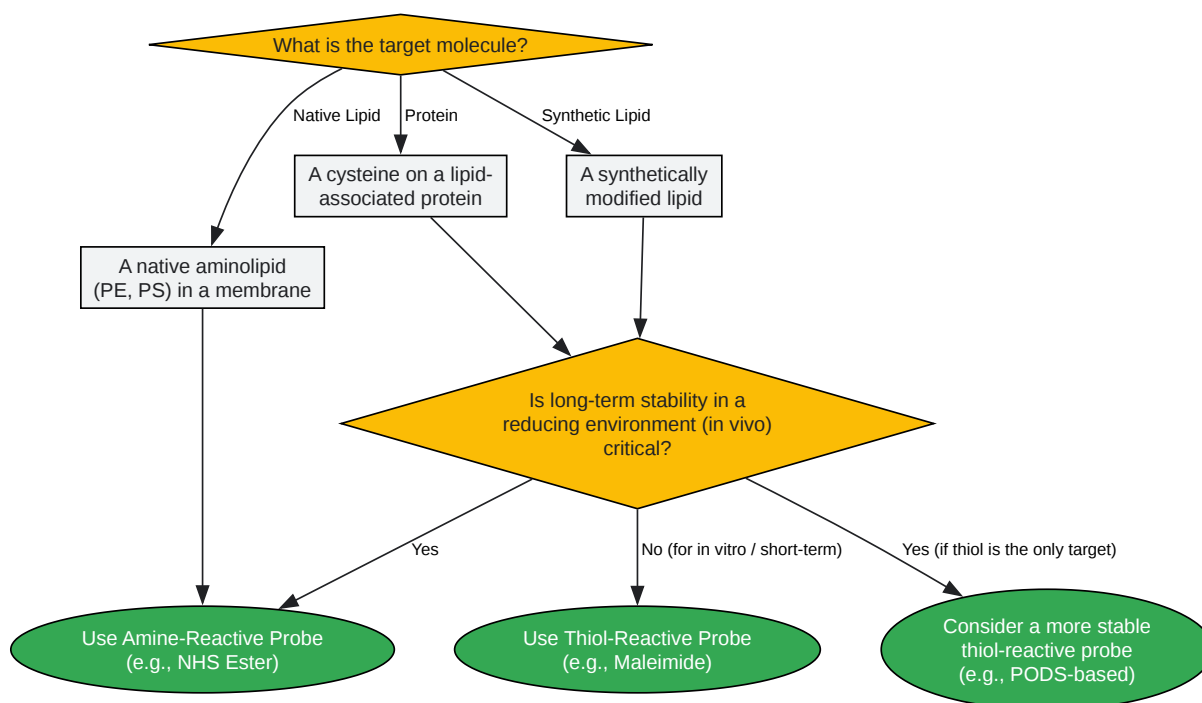 What is the target molecule?
Native Lipid
Protein
Synthetic Lipid
A cysteine on a lipid-
associated protein
A synthetically
modified lipid
A native aminolipid
(PE, PS) in a membrane
Is long-term stability in a
reducing environment (in vivo)
critical?
Yes
No (for in vitro / short-term)
Yes (if thiol is the only target)
Use Amine-Reactive Probe
(e.g., NHS Ester)
Use Thiol-Reactive Probe
(e.g., Maleimide)
Consider a more stable
thiol-reactive probe
(e.g., PODS-based)